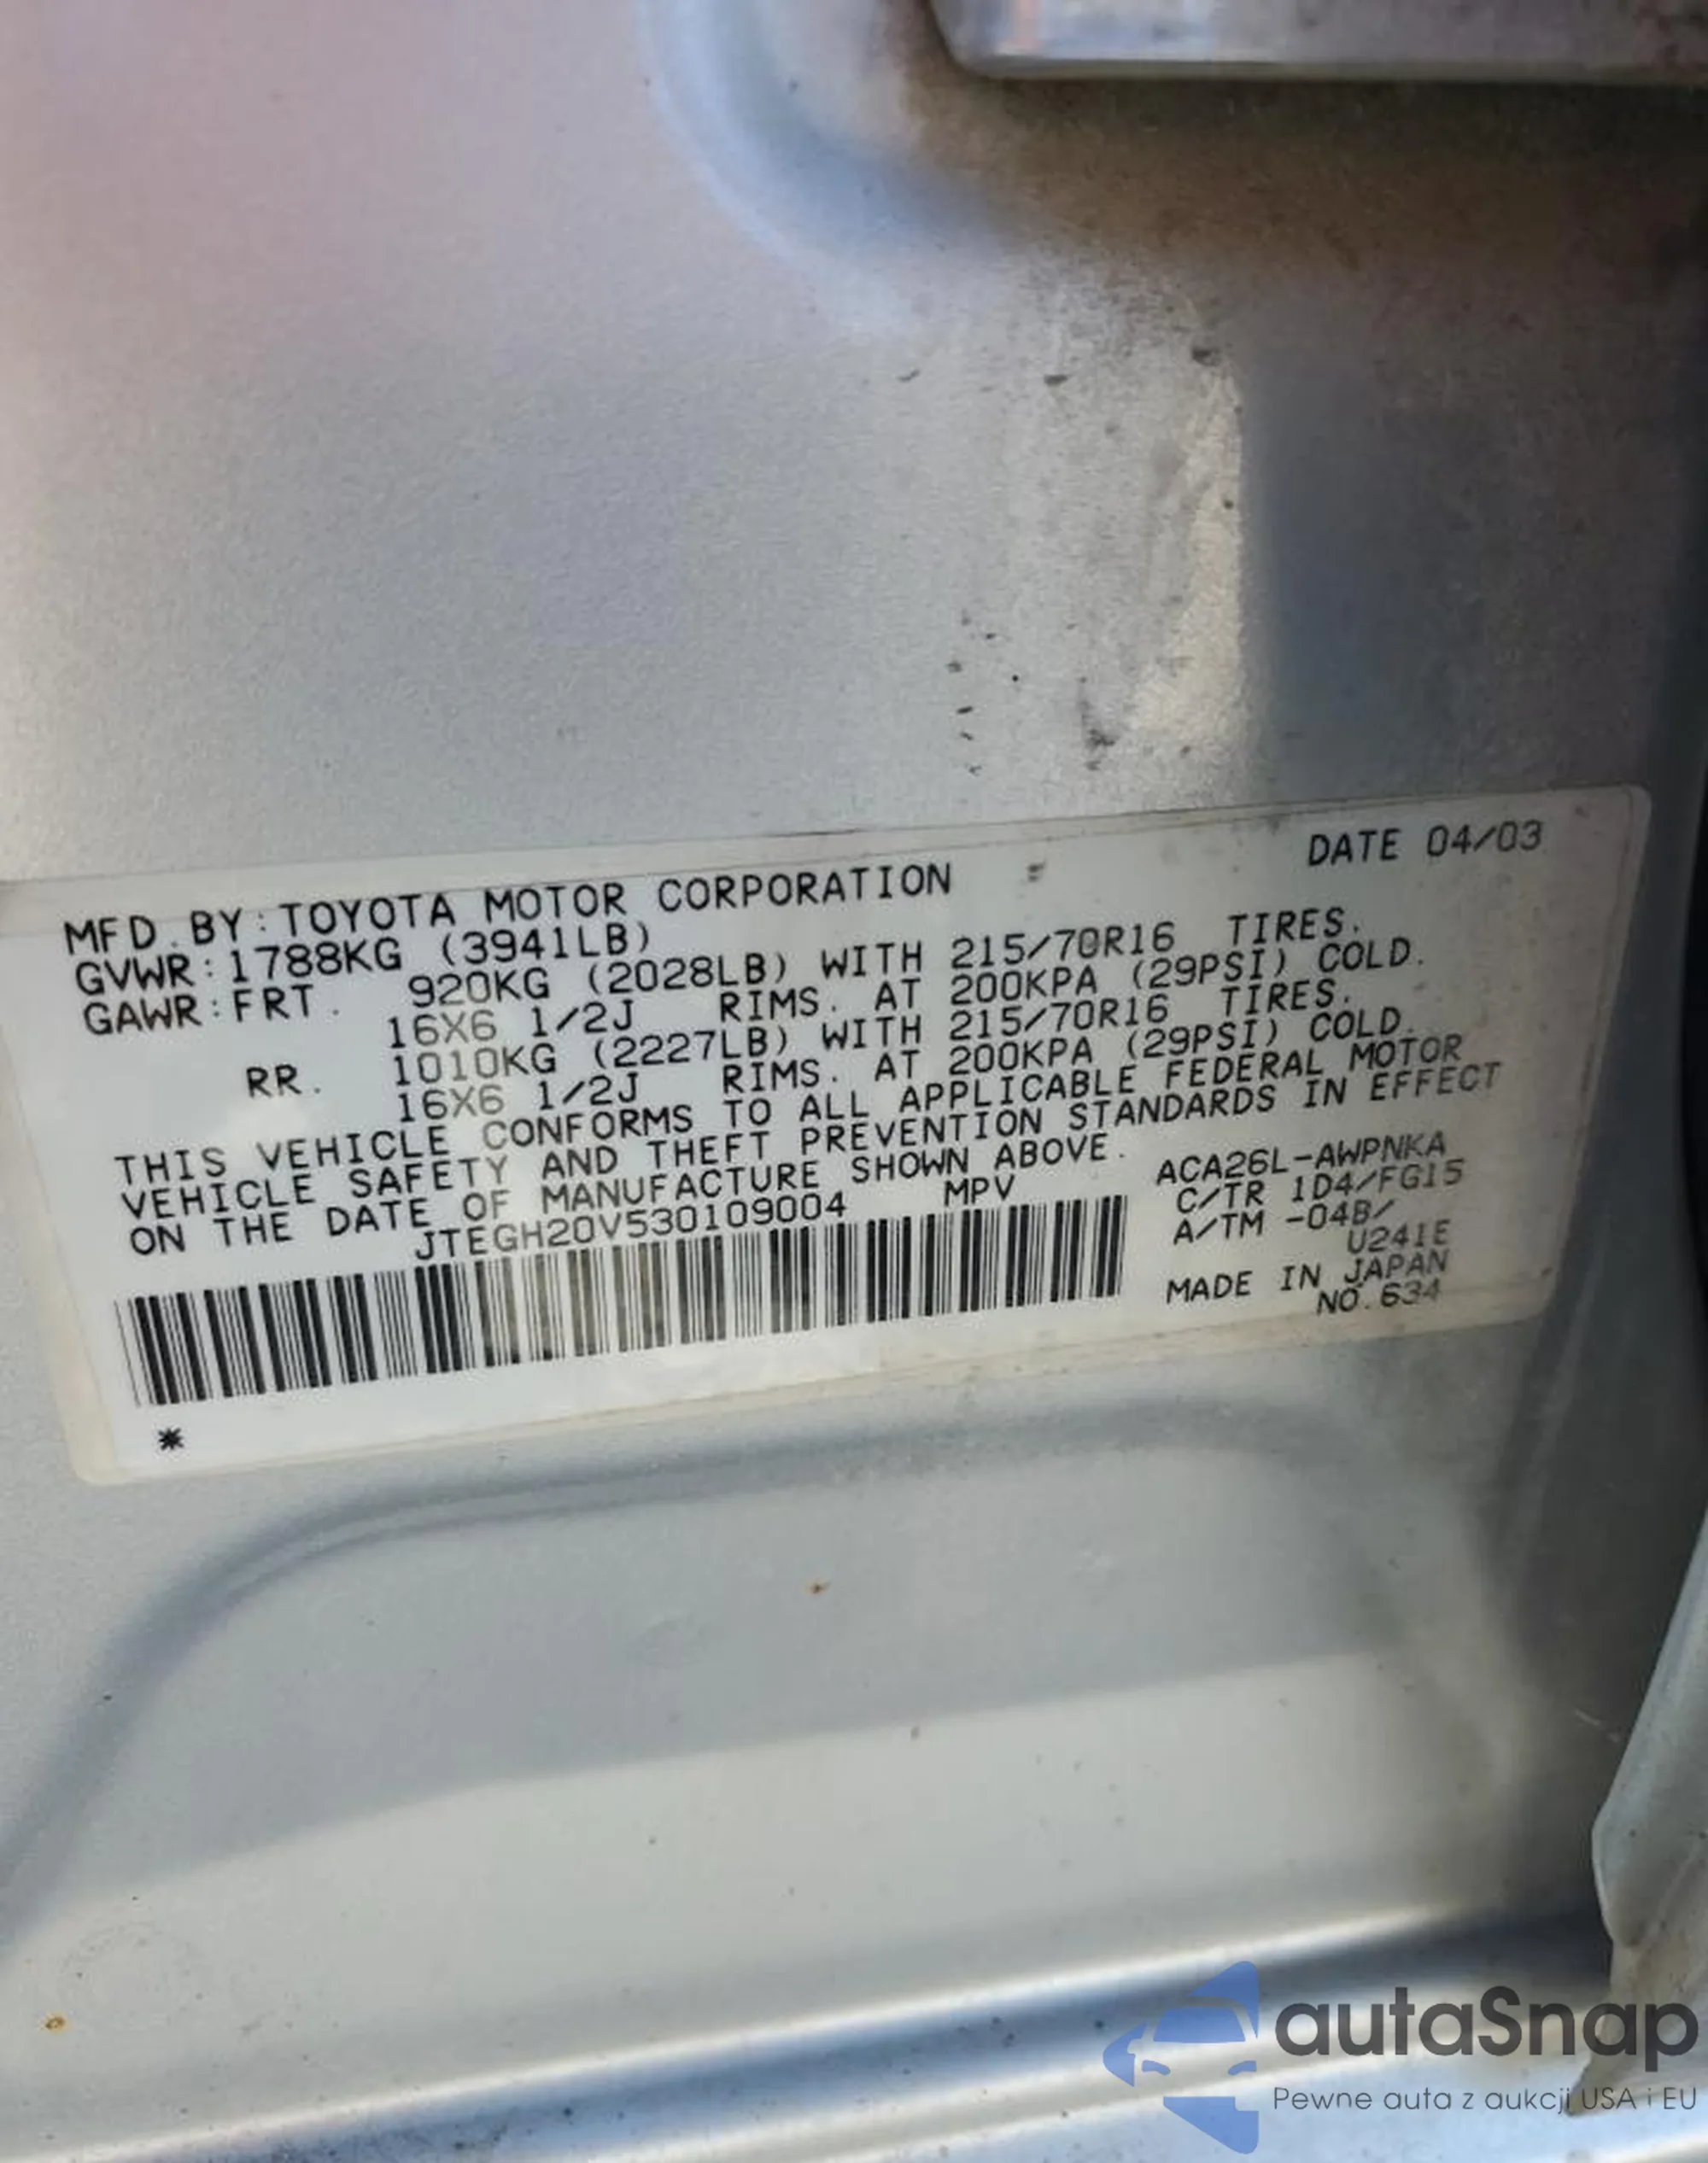 DATE 04/03
MFD. BY:TOYOTA MOTOR CORPORATION
GVWR:1788KG (3941LB)
GAWR:FRT. 920KG (2028LB) WITH 215/70R16 TIRES.
16X6 1/2J RIMS. AT 200KPA (29PSI) COLD.
RR. 1010KG (2227LB) WITH 215/70R16 TIRES.
16X6 1/2J RIMS. AT 200KPA (29PSI) COLD.
THIS VEHICLE CONFORMS TO ALL APPLICABLE FEDERAL MOTOR
VEHICLE SAFETY AND THEFT PREVENTION STANDARDS IN EFFECT
ON THE DATE OF MANUFACTURE SHOWN ABOVE.
JTEGH20V530109004 MPV
ACA26L-AWPNKA
C/TR 1D4/FG15
A/TM -04B/
U241E
MADE IN JAPAN
NO.634
*
autaSnap
Pewne auta z aukcji USA i EU